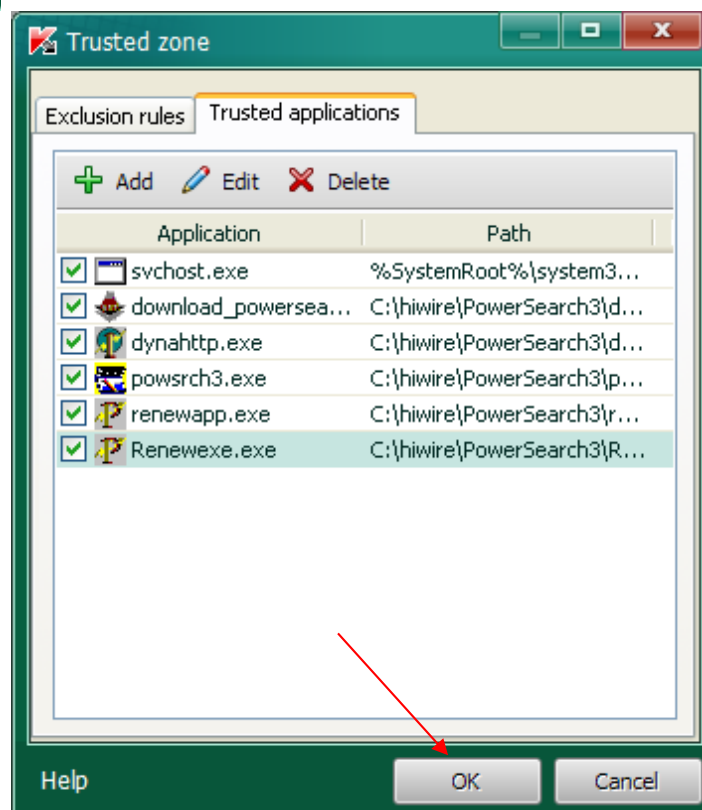 Trusted zone
Exclusion rules Trusted applications
Add Edit Delete
Application Path
svchost.exe %SystemRoot%\system3...
download_powersea... C:\hiwire\PowerSearch3\d...
dynahttp.exe C:\hiwire\PowerSearch3\d...
powsrch3.exe C:\hiwire\PowerSearch3\p...
renewapp.exe C:\hiwire\PowerSearch3\r...
Renewexe.exe C:\hiwire\PowerSearch3\R...
Help OK Cancel